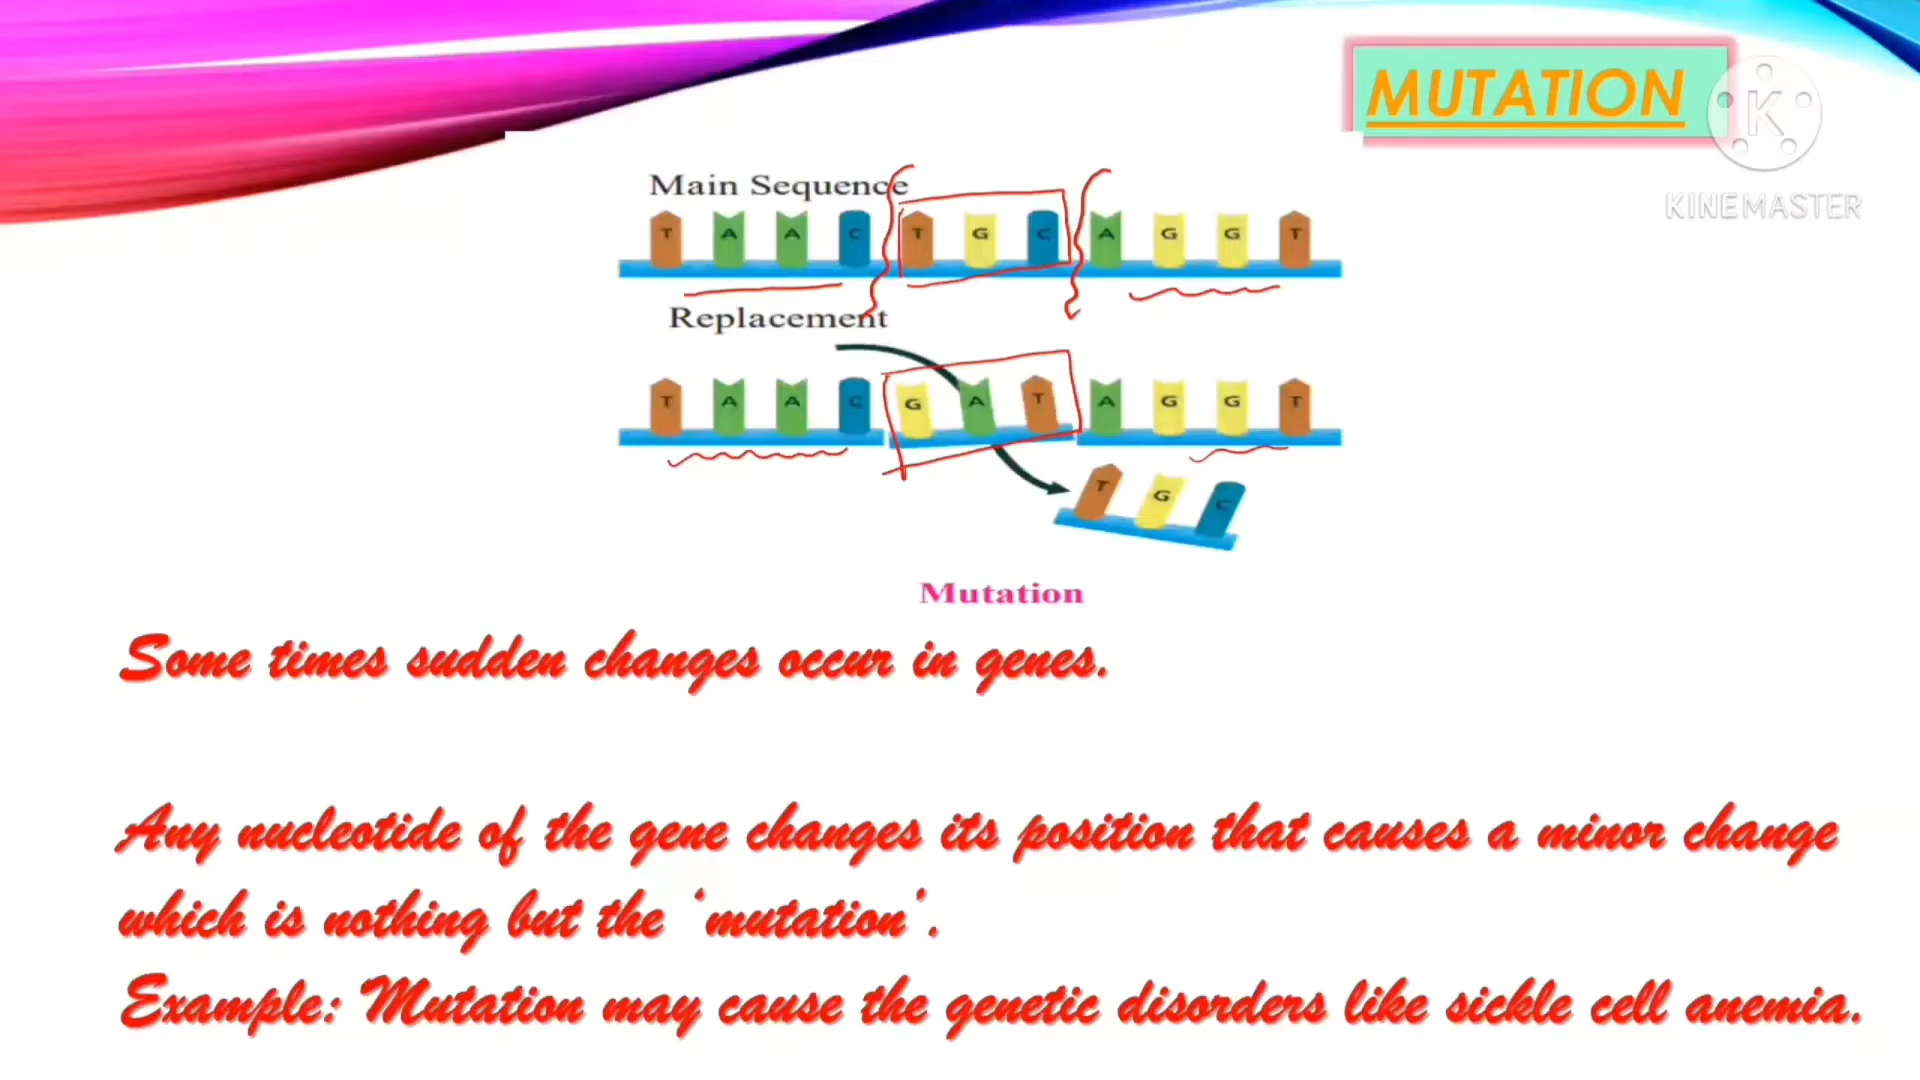 MUTATION
K
KINEMASTER
Main Sequence
T A A C T G C A G G T
Replacement
T A A C G A T A G G T
T G C
Mutation
Some times sudden changes occur in genes.
Any nucleotide of the gene changes its position that causes a minor change
which is nothing but the ‘mutation’.
Example: Mutation may cause the genetic disorders like sickle cell anemia.